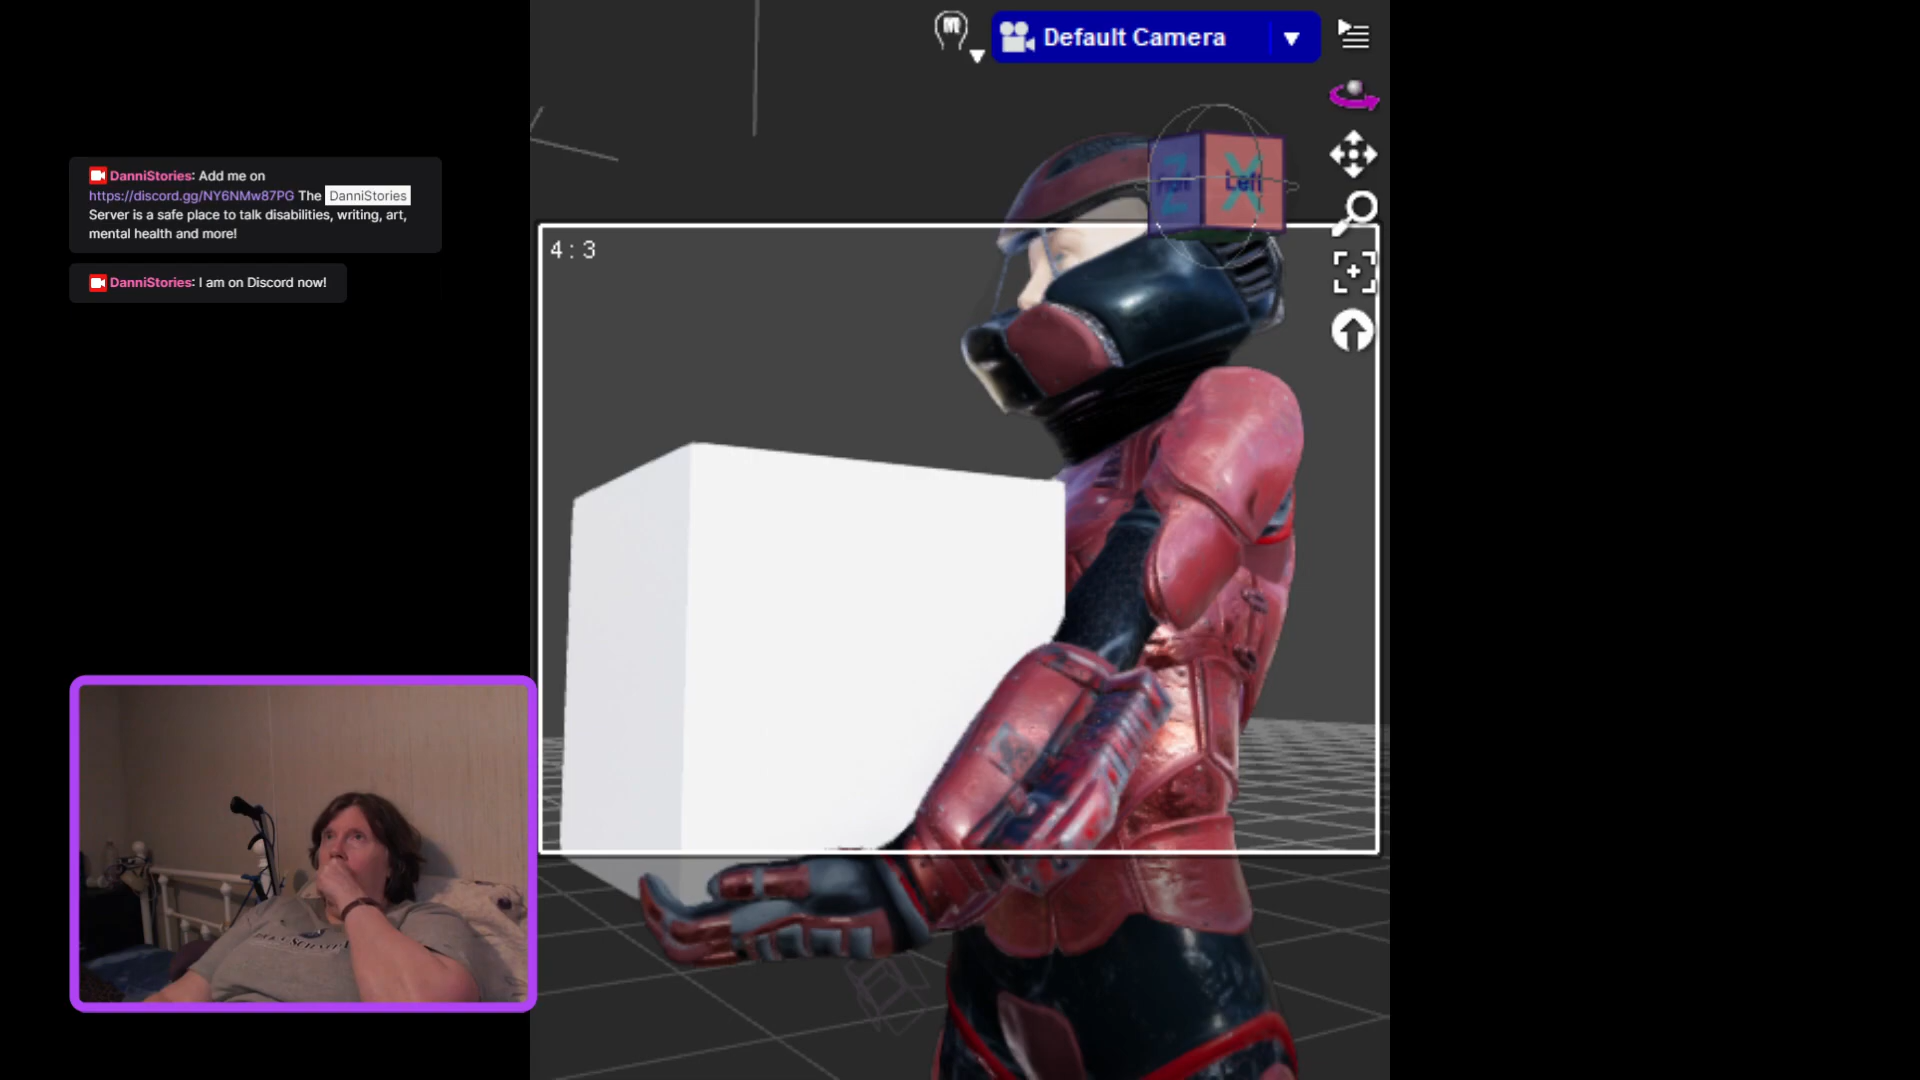 Default Camera
DanniStories: Add me on
https://discord.gg/NY6NMw87PG The DanniStories
Server is a safe place to talk disabilities, writing, art,
mental health and more!
DanniStories: I am on Discord now!
4:3
Z
X
Left